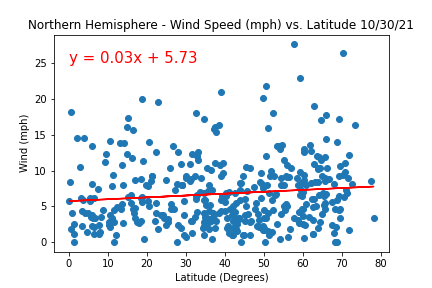 Northern Hemisphere - Wind Speed (mph) vs. Latitude 10/30/21
y = 0.03x + 5.73
25
20
15
10
5
0
Wind (mph)
0 10 20 30 40 50 60 70 80
Latitude (Degrees)